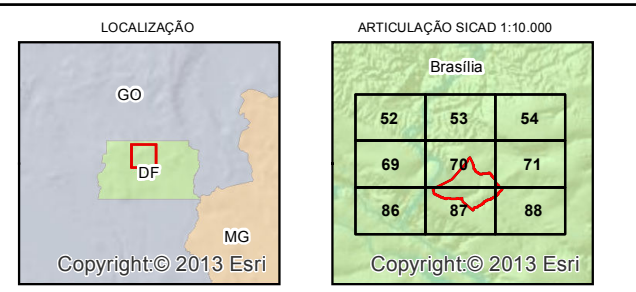 LOCALIZAÇÃO
GO
DF
MG
Copyright:© 2013 Esri
ARTICULAÇÃO SICAD 1:10.000
Brasília
52 53 54
69 70 71
86 87 88
Copyright:© 2013 Esri